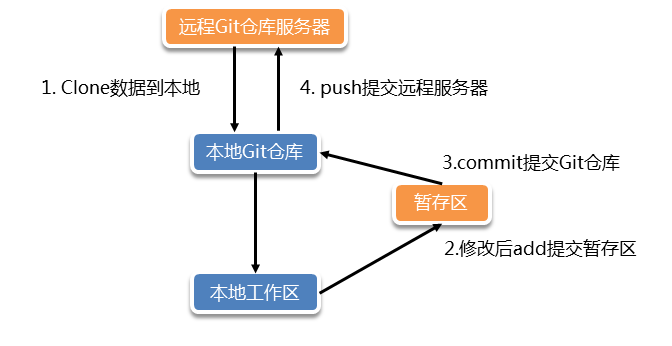 远程Git仓库服务器
1. Clone数据到本地
4. push提交远程服务器
本地Git仓库
3.commit提交Git仓库
暂存区
2.修改后add提交暂存区
本地工作区